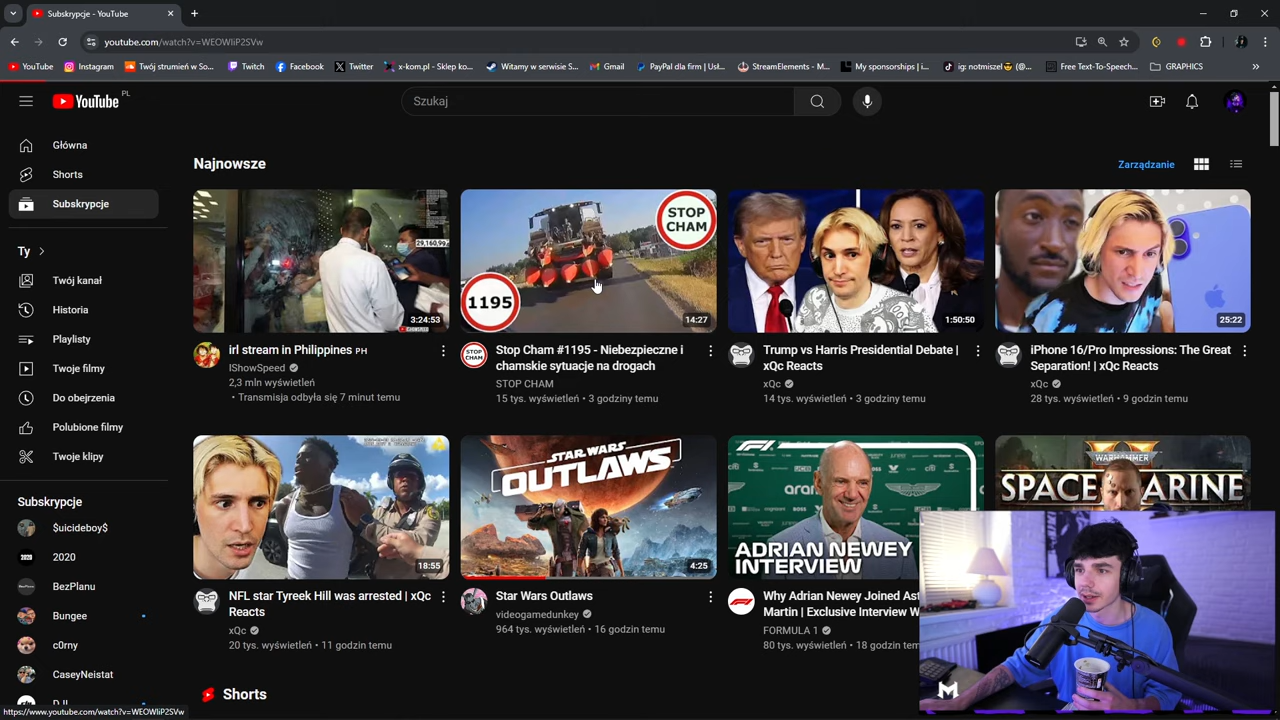 Subskrypcje - YouTube
youtube.com/watch?v=WEOWIiP2SVw
YouTube
Instagram
Twój strumień w So...
Twitch
Facebook
Twitter
x-kom.pl - Sklep ko...
Witamy w serwisie S...
Gmail
PayPal dla firm | Usł...
StreamElements - M...
My sponsorships | i...
ig: notmiszel😎 (@...
Free Text-To-Speech...
GRAPHICS
YouTube PL
Szukaj
Główna
Shorts
Subskrypcje
Ty
Twój kanał
Historia
Playlisty
Twoje filmy
Do obejrzenia
Polubione filmy
Twoje klipy
Subskrypcje
$uicideboy$
2020
BezPlanu
Bungee
c0rny
CaseyNeistat
Najnowsze
Zarządzanie
29,160,99
3:24:53
irl stream in Philippines PH
IShowSpeed
2,3 mln wyświetleń
• Transmisja odbyła się 7 minut temu
STOP
CHAM
1195
14:27
STOP
CHAM
Stop Cham #1195 - Niebezpieczne i
chamskie sytuacje na drogach
STOP CHAM
15 tys. wyświetleń • 3 godziny temu
1:50:50
Trump vs Harris Presidential Debate |
xQc Reacts
xQc
14 tys. wyświetleń • 3 godziny temu
25:22
iPhone 16/Pro Impressions: The Great
Separation! | xQc Reacts
xQc
28 tys. wyświetleń • 9 godzin temu
18:55
NFL star Tyreek Hill was arrested | xQc
Reacts
xQc
20 tys. wyświetleń • 11 godzin temu
STAR WARS
OUTLAWS
4:25
Star Wars Outlaws
videogamedunkey
964 tys. wyświetleń • 16 godzin temu
ADRIAN NEWEY
INTERVIEW
Why Adrian Newey Joined Ast
Martin | Exclusive Interview W
FORMULA 1
80 tys. wyświetleń • 18 godzin
WARHAMMER
SPACE MARINE
Shorts
https://www.youtube.com/watch?v=WEOWIiP2SVw